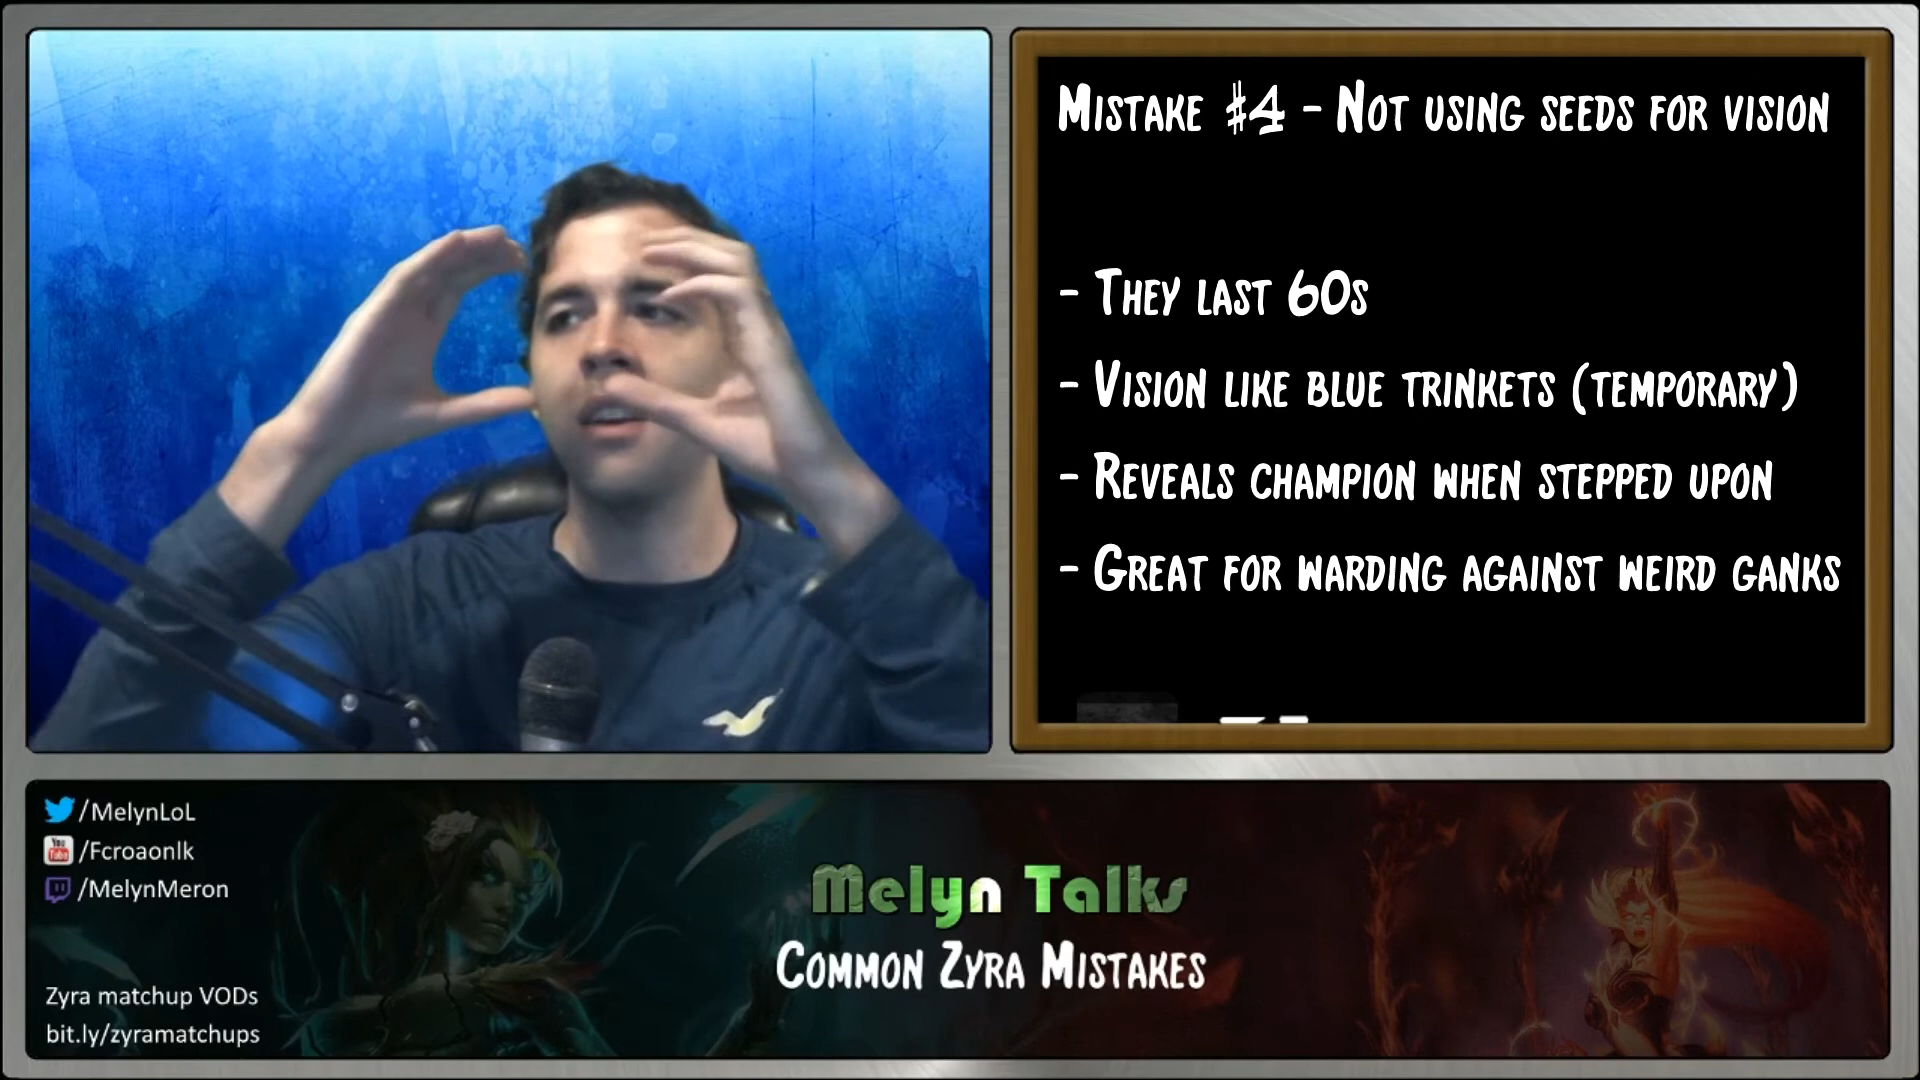 Mistake #4 - Not using seeds for vision
- They last 60s
- Vision like blue trinkets (temporary)
- Reveals champion when stepped upon
- Great for warding against weird ganks
/MelynLoL
You Tube /Fcroaonlk
/MelynMeron
Melyn Talks
Common Zyra Mistakes
Zyra matchup VODs
bit.ly/zyramatchups